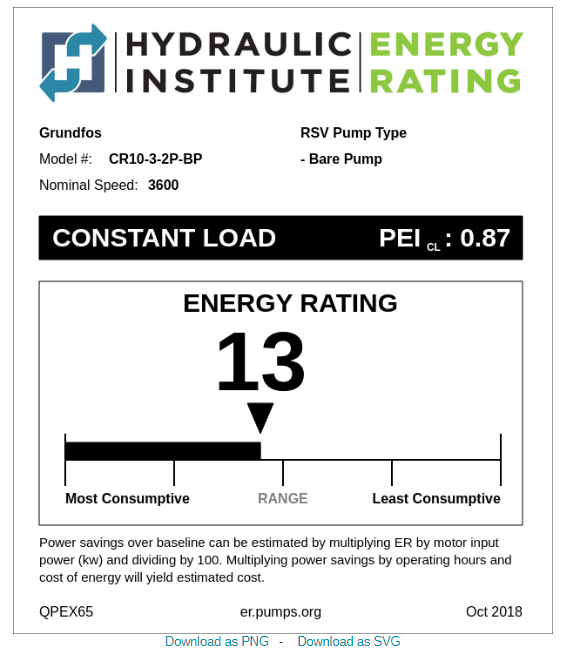 HYDRAULIC ENERGY
INSTITUTE RATING
Grundfos RSV Pump Type
Model #: CR10-3-2P-BP - Bare Pump
Nominal Speed: 3600
CONSTANT LOAD PEI CL : 0.87
ENERGY RATING
13
Most Consumptive RANGE Least Consumptive
Power savings over baseline can be estimated by multiplying ER by motor input
power (kw) and dividing by 100. Multiplying power savings by operating hours and
cost of energy will yield estimated cost.
QPEX65 er.pumps.org Oct 2018
Download as PNG - Download as SVG